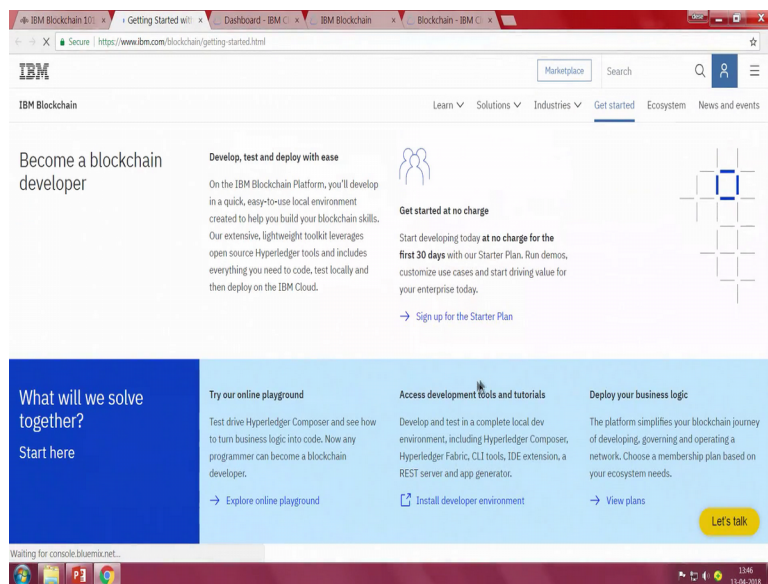 IBM Blockchain 101
Getting Started with
Dashboard - IBM Cl
IBM Blockchain
Blockchain - IBM Cl
Secure | https://www.ibm.com/blockchain/getting-started.html
IBM
Marketplace
Search
IBM Blockchain
Learn
Solutions
Industries
Get started
Ecosystem
News and events
Become a blockchain
developer
Develop, test and deploy with ease
On the IBM Blockchain Platform, you'll develop
in a quick, easy-to-use local environment
created to help you build your blockchain skills.
Our extensive, lightweight toolkit leverages
open source Hyperledger tools and includes
everything you need to code, test locally and
then deploy on the IBM Cloud.
Get started at no charge
Start developing today at no charge for the
first 30 days with our Starter Plan. Run demos,
customize use cases and start driving value for
your enterprise today.
→ Sign up for the Starter Plan
What will we solve
together?
Start here
Try our online playground
Test drive Hyperledger Composer and see how
to turn business logic into code. Now any
programmer can become a blockchain
developer.
→ Explore online playground
Access development tools and tutorials
Develop and test in a complete local dev
environment, including Hyperledger Composer,
Hyperledger Fabric, CLI tools, IDE extension, a
REST server and app generator.
Install developer environment
Deploy your business logic
The platform simplifies your blockchain journey
of developing, governing and operating a
network. Choose a membership plan based on
your ecosystem needs.
→ View plans
Let's talk
Waiting for console.bluemix.net...
13:46
13-04-2018